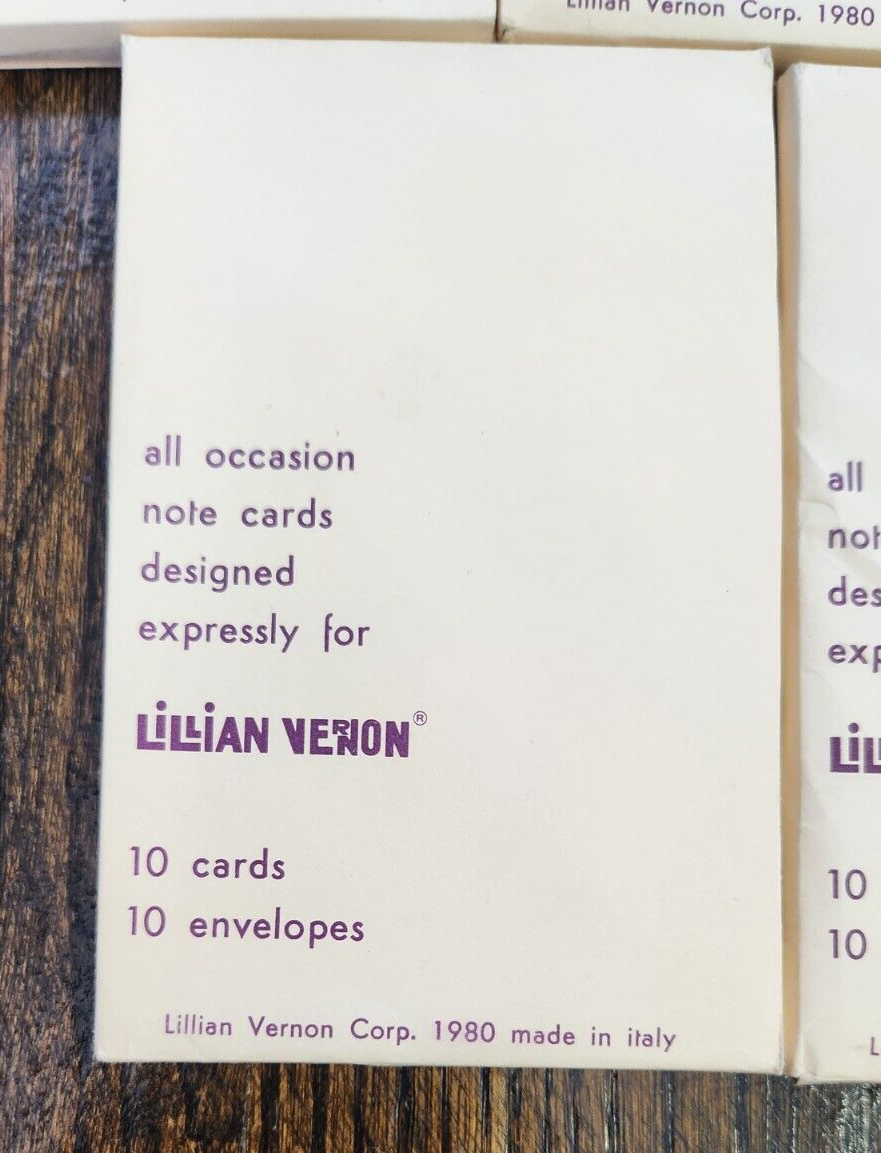 Lillian Vernon Corp. 1980
all occasion
note cards
designed
expressly for
LiLLiAN VERNON®
10 cards
10 envelopes
Lillian Vernon Corp. 1980 made in italy
all
10
10